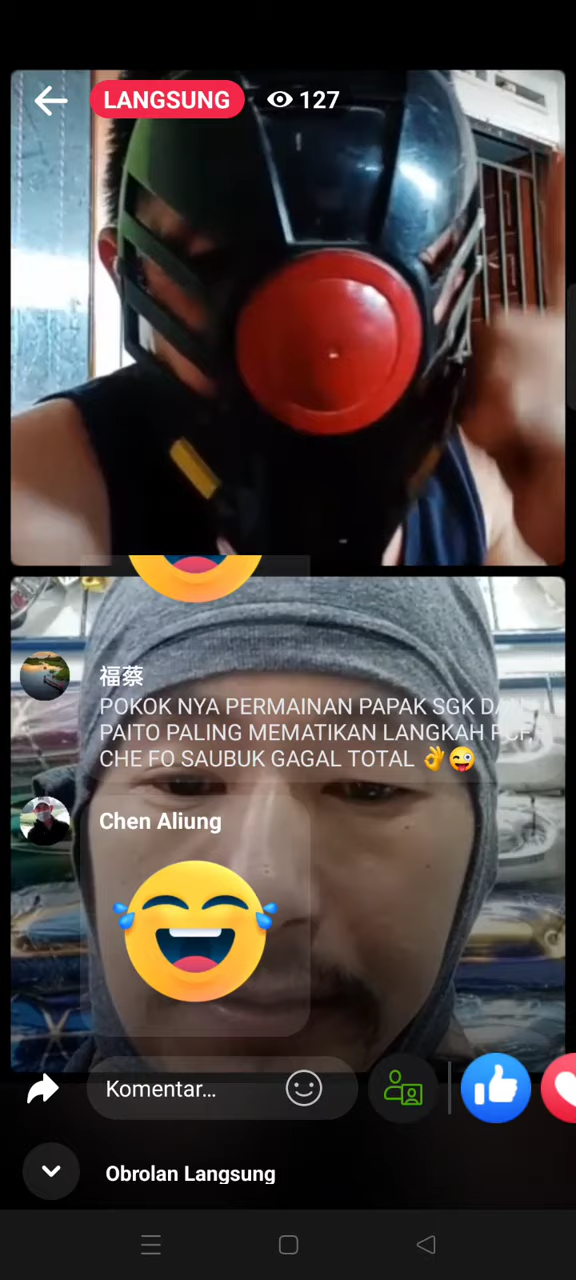 LANGSUNG 127
福蔡
POKOK NYA PERMAINAN PAPAK SGK DAN
PAITO PALING MEMATIKAN LANGKAH PCF,
CHE FO SAUBUK GAGAL TOTAL 👌😜
Chen Aliung
Komentar...
Obrolan Langsung